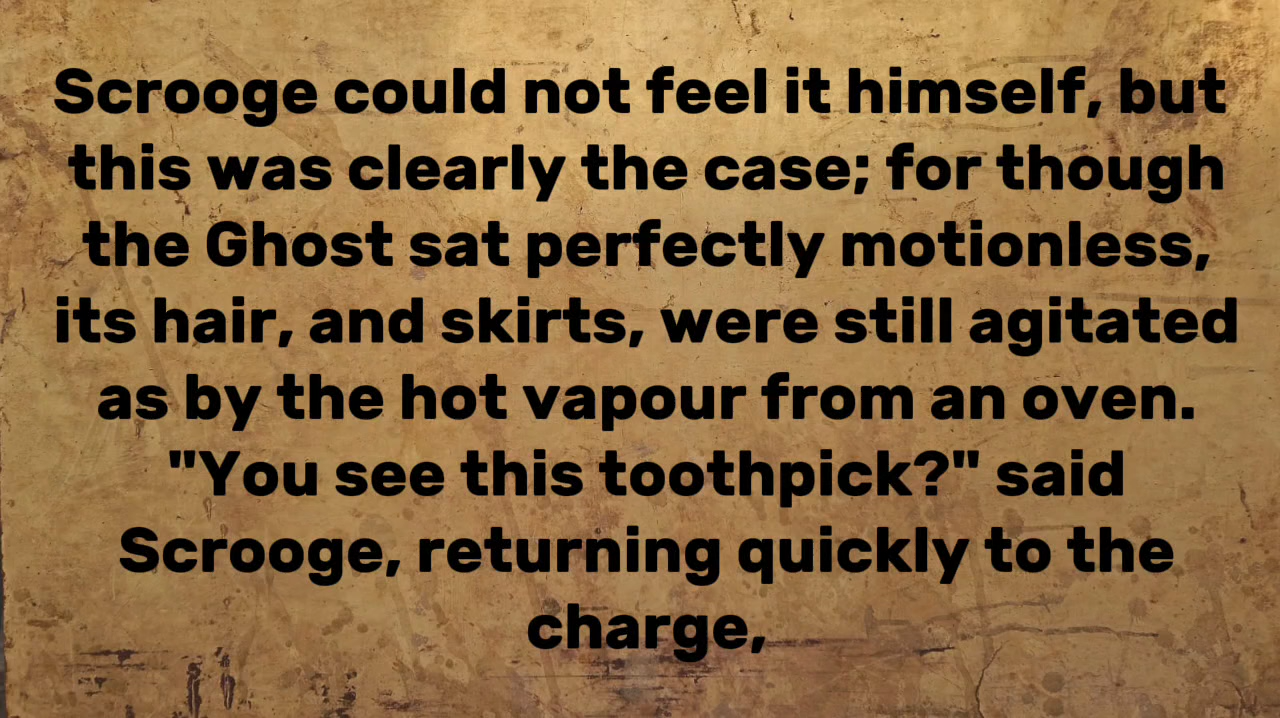 Scrooge could not feel it himself, but
this was clearly the case; for though
the Ghost sat perfectly motionless,
its hair, and skirts, were still agitated
as by the hot vapour from an oven.
"You see this toothpick?" said
Scrooge, returning quickly to the
charge,